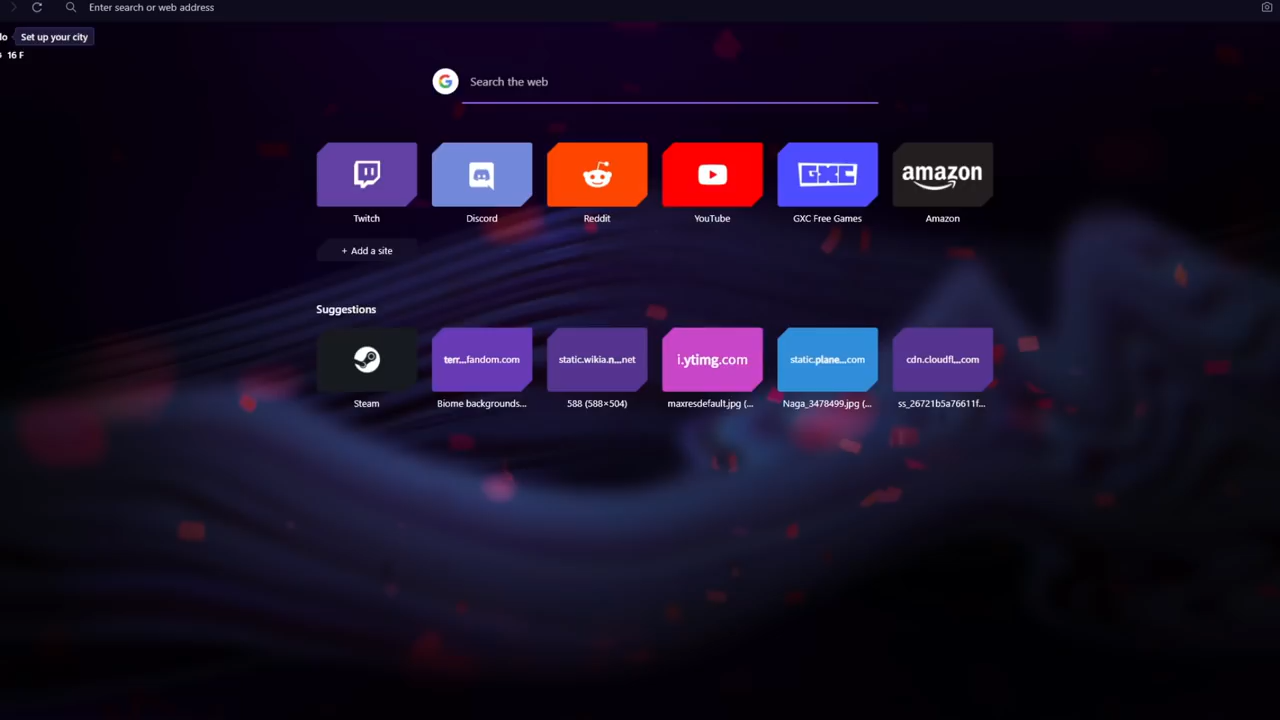 Enter search or web address
lo
Set up your city
16 F
Search the web
GXC
amazon
Twitch
Discord
Reddit
YouTube
GXC Free Games
Amazon
+ Add a site
Suggestions
terr...fandom.com
static.wikia.n...net
i.ytimg.com
static.plane...com
cdn.cloudfl...com
Steam
Biome backgrounds...
588 (588×504)
maxresdefault.jpg (...
Naga_3478499.jpg (...
ss_26721b5a76611f...